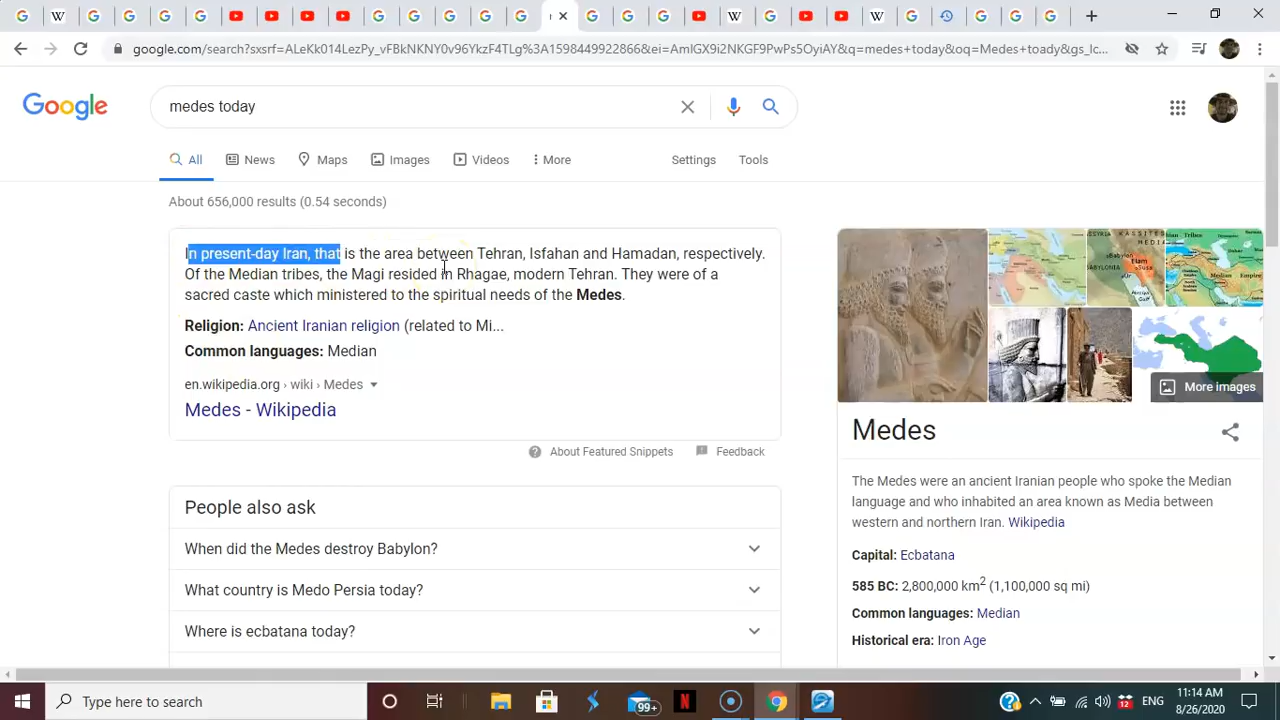 google.com/search?sxsrf=ALeKk014LezPy_vFBkNKNY0v96YkzF4TLg%3A1598449922866&ei=AmlGX9i2NKGF9PwPs5OyiAY&q=medes+today&oq=Medes+toady&gs_lc...
Google
medes today
All
News
Maps
Images
Videos
More
Settings
Tools
About 656,000 results (0.54 seconds)
In present-day Iran, that is the area between Tehran, Isfahan and Hamadan, respectively.
Of the Median tribes, the Magi resided in Rhagae, modern Tehran. They were of a
sacred caste which ministered to the spiritual needs of the Medes.
Religion: Ancient Iranian religion (related to Mi...
Common languages: Median
en.wikipedia.org › wiki › Medes
Medes - Wikipedia
About Featured Snippets
Feedback
People also ask
When did the Medes destroy Babylon?
What country is Medo Persia today?
Where is ecbatana today?
More images
Medes
The Medes were an ancient Iranian people who spoke the Median
language and who inhabited an area known as Media between
western and northern Iran. Wikipedia
Capital: Ecbatana
585 BC: 2,800,000 km2 (1,100,000 sq mi)
Common languages: Median
Historical era: Iron Age
Type here to search
99+
12
ENG
11:14 AM
8/26/2020